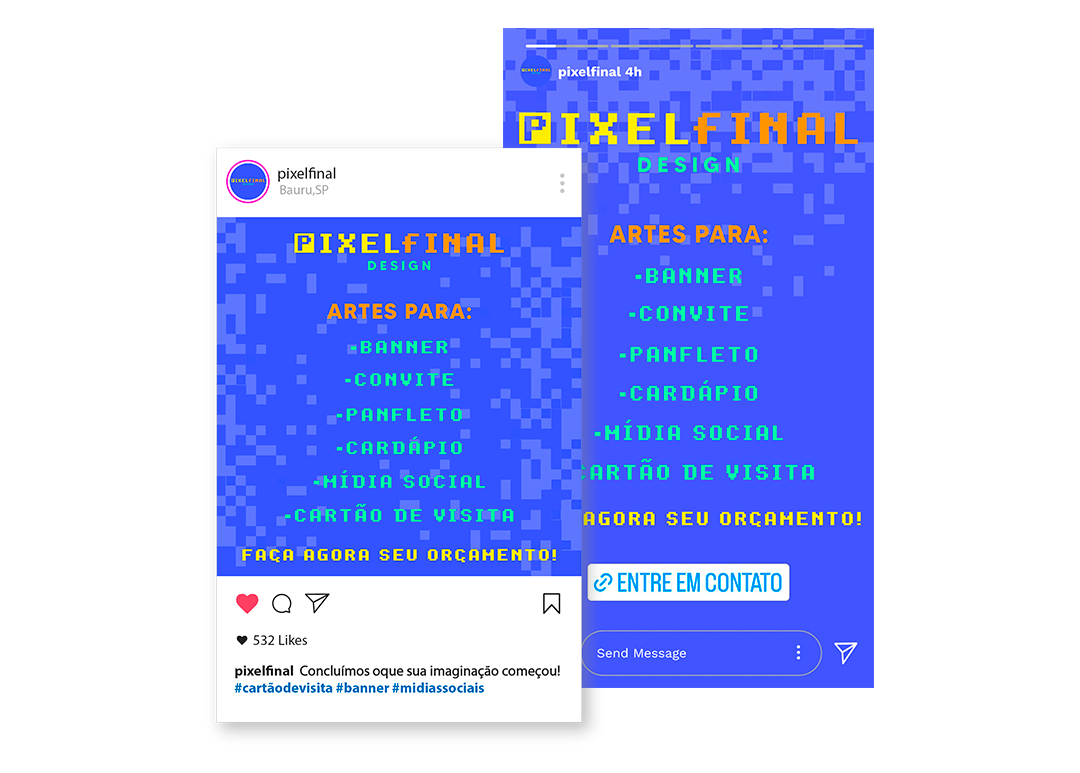 pixelfinal
Bauru,SP
PIXELFINAL
DESIGN
ARTES PARA:
-BANNER
-CONVITE
-PANFLETO
-CARDÁPIO
-MÍDIA SOCIAL
-CARTÃO DE VISITA
FAÇA AGORA SEU ORÇAMENTO!
532 Likes
pixelfinal Concluímos oque sua imaginação começou!
#cartãodevisita #banner #midiassociais
pixelfinal 4h
PIXELFINAL
DESIGN
ARTES PARA:
-BANNER
-CONVITE
-PANFLETO
-CARDÁPIO
-MÍDIA SOCIAL
CARTÃO DE VISITA
AGORA SEU ORÇAMENTO!
ENTRE EM CONTATO
Send Message